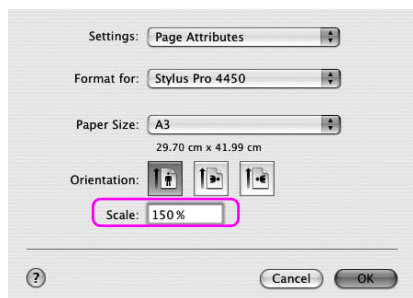 Settings: Page Attributes
Format for: Stylus Pro 4450
Paper Size: A3
29.70 cm x 41.99 cm
Orientation:
Scale: 150%
? Cancel OK